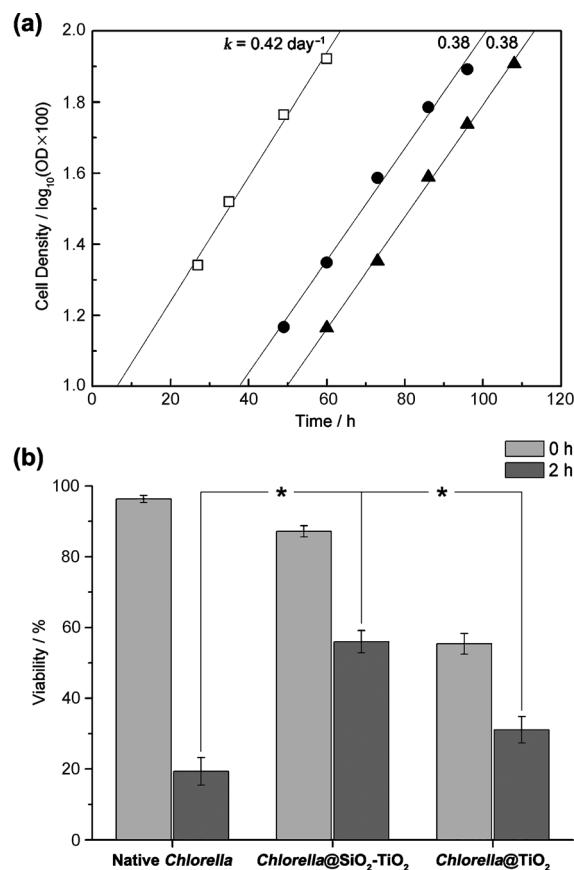 (a)
k = 0.42 day⁻¹ 0.38 0.38
2.0
1.8
1.6
1.4
1.2
1.0
Cell Density / log₁₀(OD×100)
0 20 40 60 80 100 120
Time / h
(b)
0 h
2 h
100
80
60
40
20
0
Viability / %
* *
Native Chlorella Chlorella@SiO₂-TiO₂ Chlorella@TiO₂